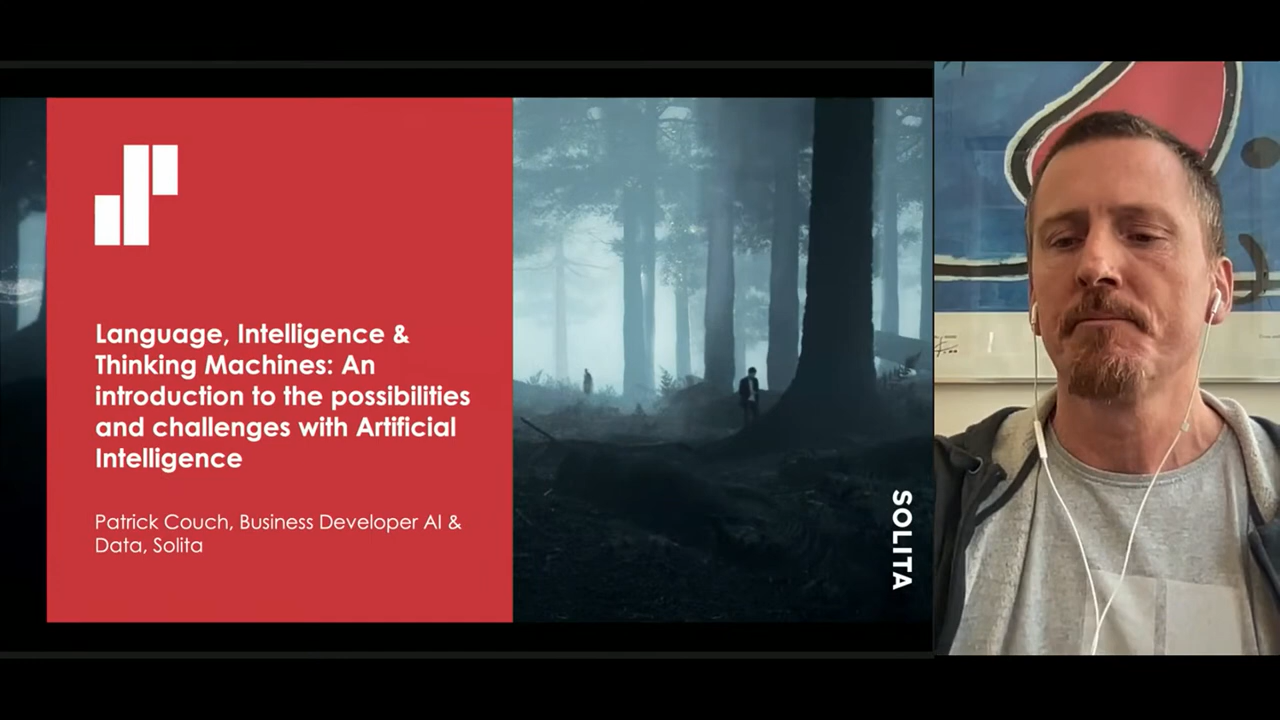 Language, Intelligence &
Thinking Machines: An
introduction to the possibilities
and challenges with Artificial
Intelligence
Patrick Couch, Business Developer AI &
Data, Solita
SOLITA